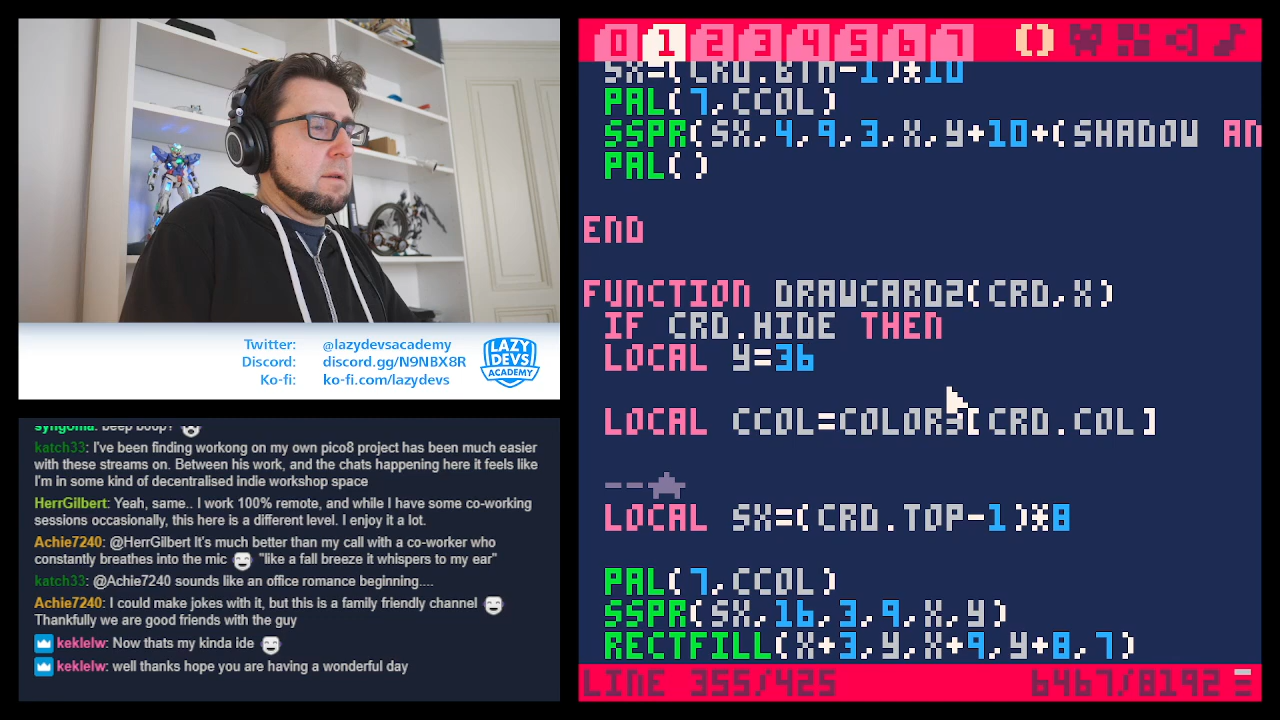 Twitter: @lazydevsacademy
Discord: discord.gg/N9NBX8R
Ko-fi: ko-fi.com/lazydevs
LAZY DEVS ACADEMY
syngoma: beep boop?
katch33: I've been finding workong on my own pico8 project has been much easier
with these streams on. Between his work, and the chats happening here it feels like
I'm in some kind of decentralised indie workshop space
HerrGilbert: Yeah, same.. I work 100% remote, and while I have some co-working
sessions occasionally, this here is a different level. I enjoy it a lot.
Achie7240: @HerrGilbert It's much better than my call with a co-worker who
constantly breathes into the mic "like a fall breeze it whispers to my ear"
katch33: @Achie7240 sounds like an office romance beginning....
Achie7240: I could make jokes with it, but this is a family friendly channel
Thankfully we are good friends with the guy
keklelw: Now thats my kinda ide
keklelw: well thanks hope you are having a wonderful day
0 1 2 3 4 5 6 7 ()
SX=(CRD.BTM-1)*10
PAL(7,CCOL)
SSPR(SX,4,9,3,X,Y+10+(SHADOW AN
PAL()
END
FUNCTION DRAWCARD2(CRD,X)
IF CRD.HIDE THEN
LOCAL Y=36
LOCAL CCOL=COLORS[CRD.COL]
--
LOCAL SX=(CRD.TOP-1)*8
PAL(7,CCOL)
SSPR(SX,16,3,9,X,Y)
RECTFILL(X+3,Y,X+9,Y+8,7)
LINE 355/425 6467/8192